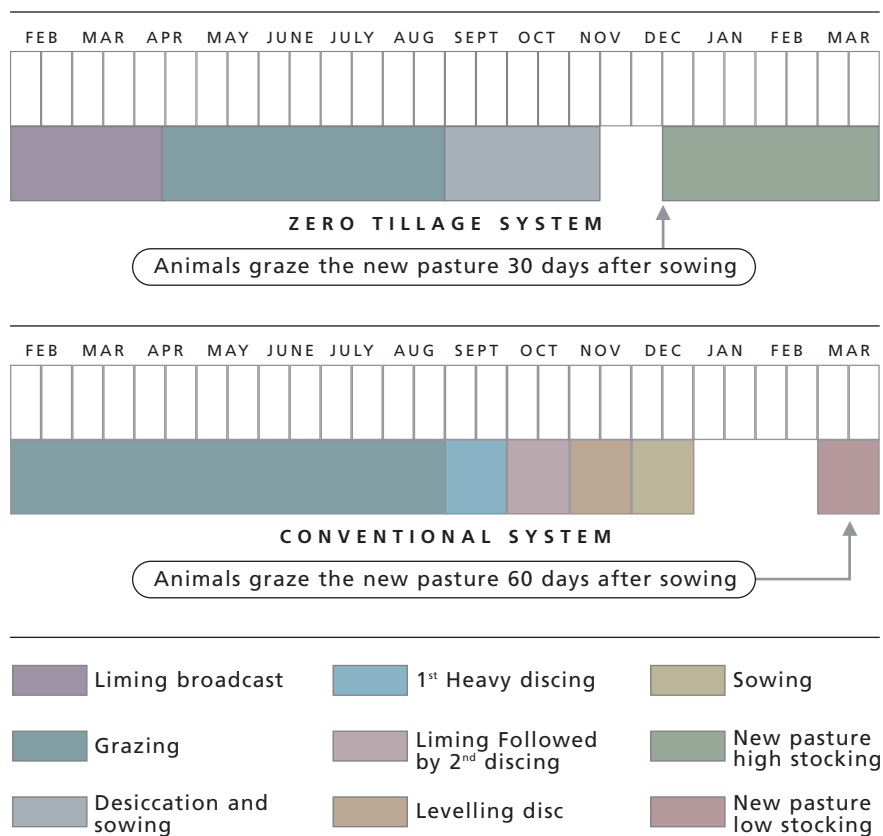 FEB MAR APR MAY JUNE JULY AUG SEPT OCT NOV DEC JAN MAR
ZERO TILLAGE SYSTEM
Animals graze the new pasture 30 days after sowing
FEB MAR APR MAY JUNE JULY AUG SEPT OCT NOV DEC JAN FEB MAR
CONVENTIONAL SYSTEM
Animals graze the new pasture 60 days after sowing
Liming broadcast
1st Heavy discing
Sowing
Grazing
Liming Followed
by 2nd discing
New pasture
high stocking
Desiccation and
sowing
Levelling disc
New pasture
low stocking